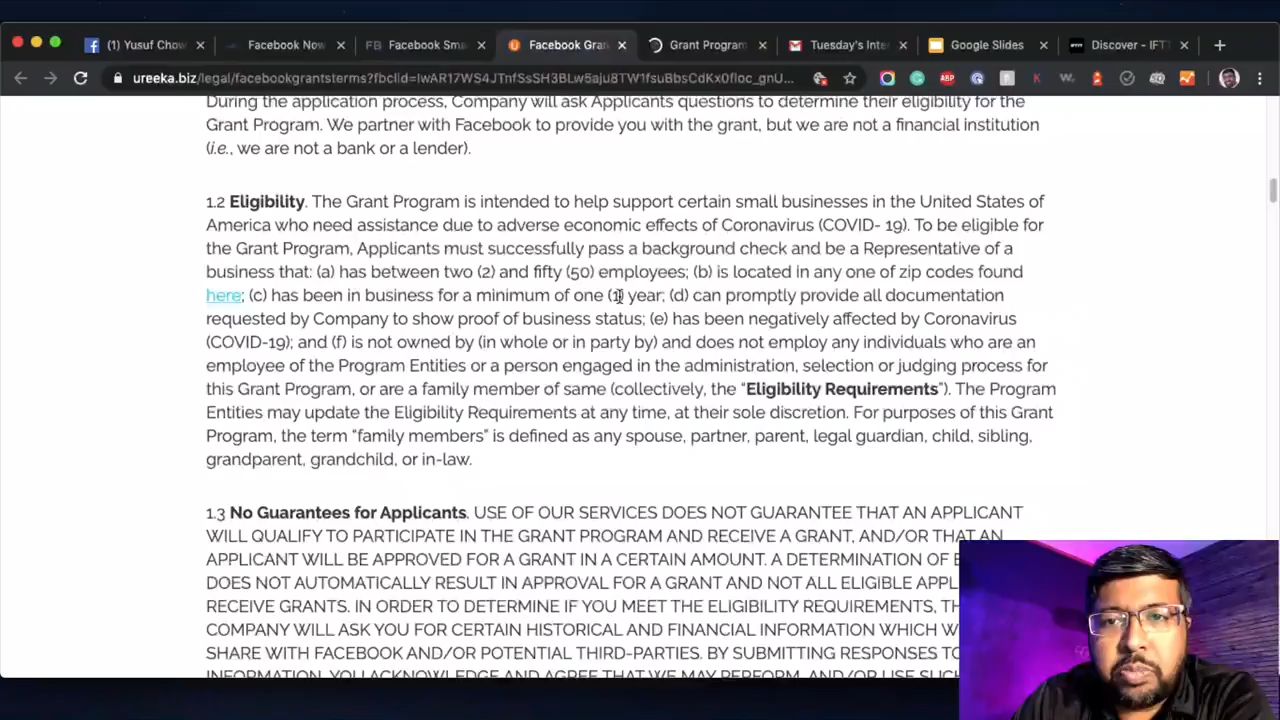 (1) Yusuf Chow
Facebook Now
Facebook Sma
Facebook Gran
Grant Program
Tuesday's Inte
Google Slides
Discover - IFT
ureeka.biz/legal/facebookgrantsterms?fbclid=
During the application process, Company will ask Applicants questions to determine their eligibility for the
Grant Program. We partner with Facebook to provide you with the grant, but we are not a financial institution
(i.e., we are not a bank or a lender).
1.2 Eligibility. The Grant Program is intended to help support certain small businesses in the United States of
America who need assistance due to adverse economic effects of Coronavirus (COVID- 19). To be eligible for
the Grant Program, Applicants must successfully pass a background check and be a Representative of a
business that: (a) has between two (2) and fifty (50) employees; (b) is located in any one of zip codes found
here; (c) has been in business for a minimum of one (1) year; (d) can promptly provide all documentation
requested by Company to show proof of business status; (e) has been negatively affected by Coronavirus
(COVID-19); and (f) is not owned by (in whole or in party by) and does not employ any individuals who are an
employee of the Program Entities or a person engaged in the administration, selection or judging process for
this Grant Program, or are a family member of same (collectively, the “Eligibility Requirements”). The Program
Entities may update the Eligibility Requirements at any time, at their sole discretion. For purposes of this Grant
Program, the term “family members” is defined as any spouse, partner, parent, legal guardian, child, sibling,
grandparent, grandchild, or in-law.
1.3 No Guarantees for Applicants. USE OF OUR SERVICES DOES NOT GUARANTEE THAT AN APPLICANT
WILL QUALIFY TO PARTICIPATE IN THE GRANT PROGRAM AND RECEIVE A GRANT, AND/OR THAT AN
APPLICANT WILL BE APPROVED FOR A GRANT IN A CERTAIN AMOUNT. A DETERMINATION OF E
DOES NOT AUTOMATICALLY RESULT IN APPROVAL FOR A GRANT AND NOT ALL ELIGIBLE APPL
RECEIVE GRANTS. IN ORDER TO DETERMINE IF YOU MEET THE ELIGIBILITY REQUIREMENTS, TH
COMPANY WILL ASK YOU FOR CERTAIN HISTORICAL AND FINANCIAL INFORMATION WHICH W
SHARE WITH FACEBOOK AND/OR POTENTIAL THIRD-PARTIES. BY SUBMITTING RESPONSES TO
INFORMATION, YOU ACKNOWLEDGE AND AGREE THAT WE MAY PERFORM, AND/OR USE SUC